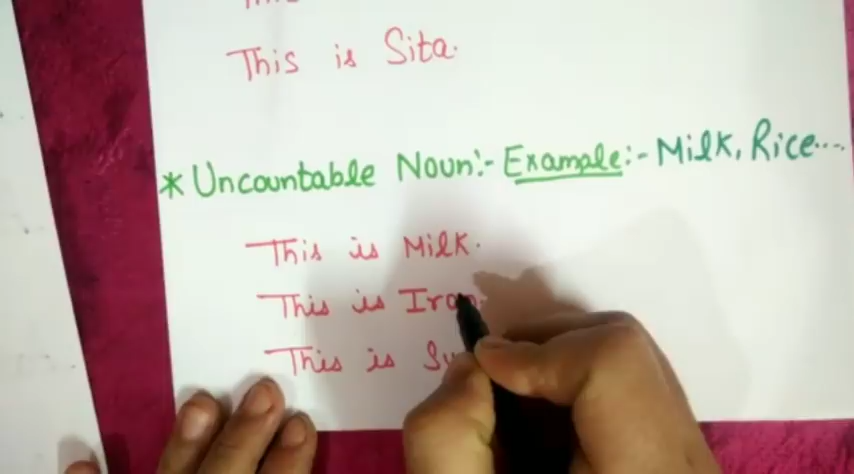 This is Sita.
*Uncountable Noun:- Example:- Milk, Rice....
This is Milk.
This is Iron.
This is